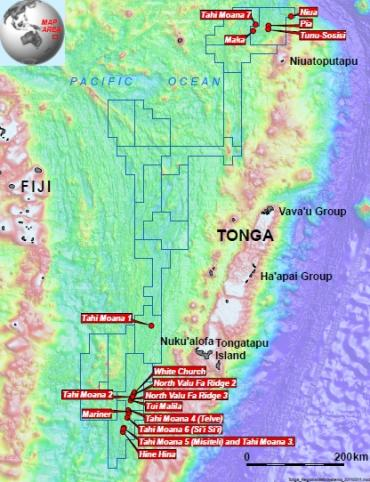 MAP
AREA
Tahi Moana 7
Niua
Pia
Maka
Tunu-Sosisi
Niuatoputapu
PACIFIC OCEAN
FIJI
Vava'u Group
TONGA
Ha'apai Group
Tahi Moana 1
Nuku'alofa
Tongatapu
Island
White Church
North Valu Fa Ridge 2
Tahi Moana 2
North Valu Fa Ridge 3
Tui Malila
Mariner
Tahi Moana 4 (Telve)
Tahi Moana 6 (Si'i Si'i)
Tahi Moana 5 (Misiteli) and Tahi Moana 3.
Hine Hina
0 200km